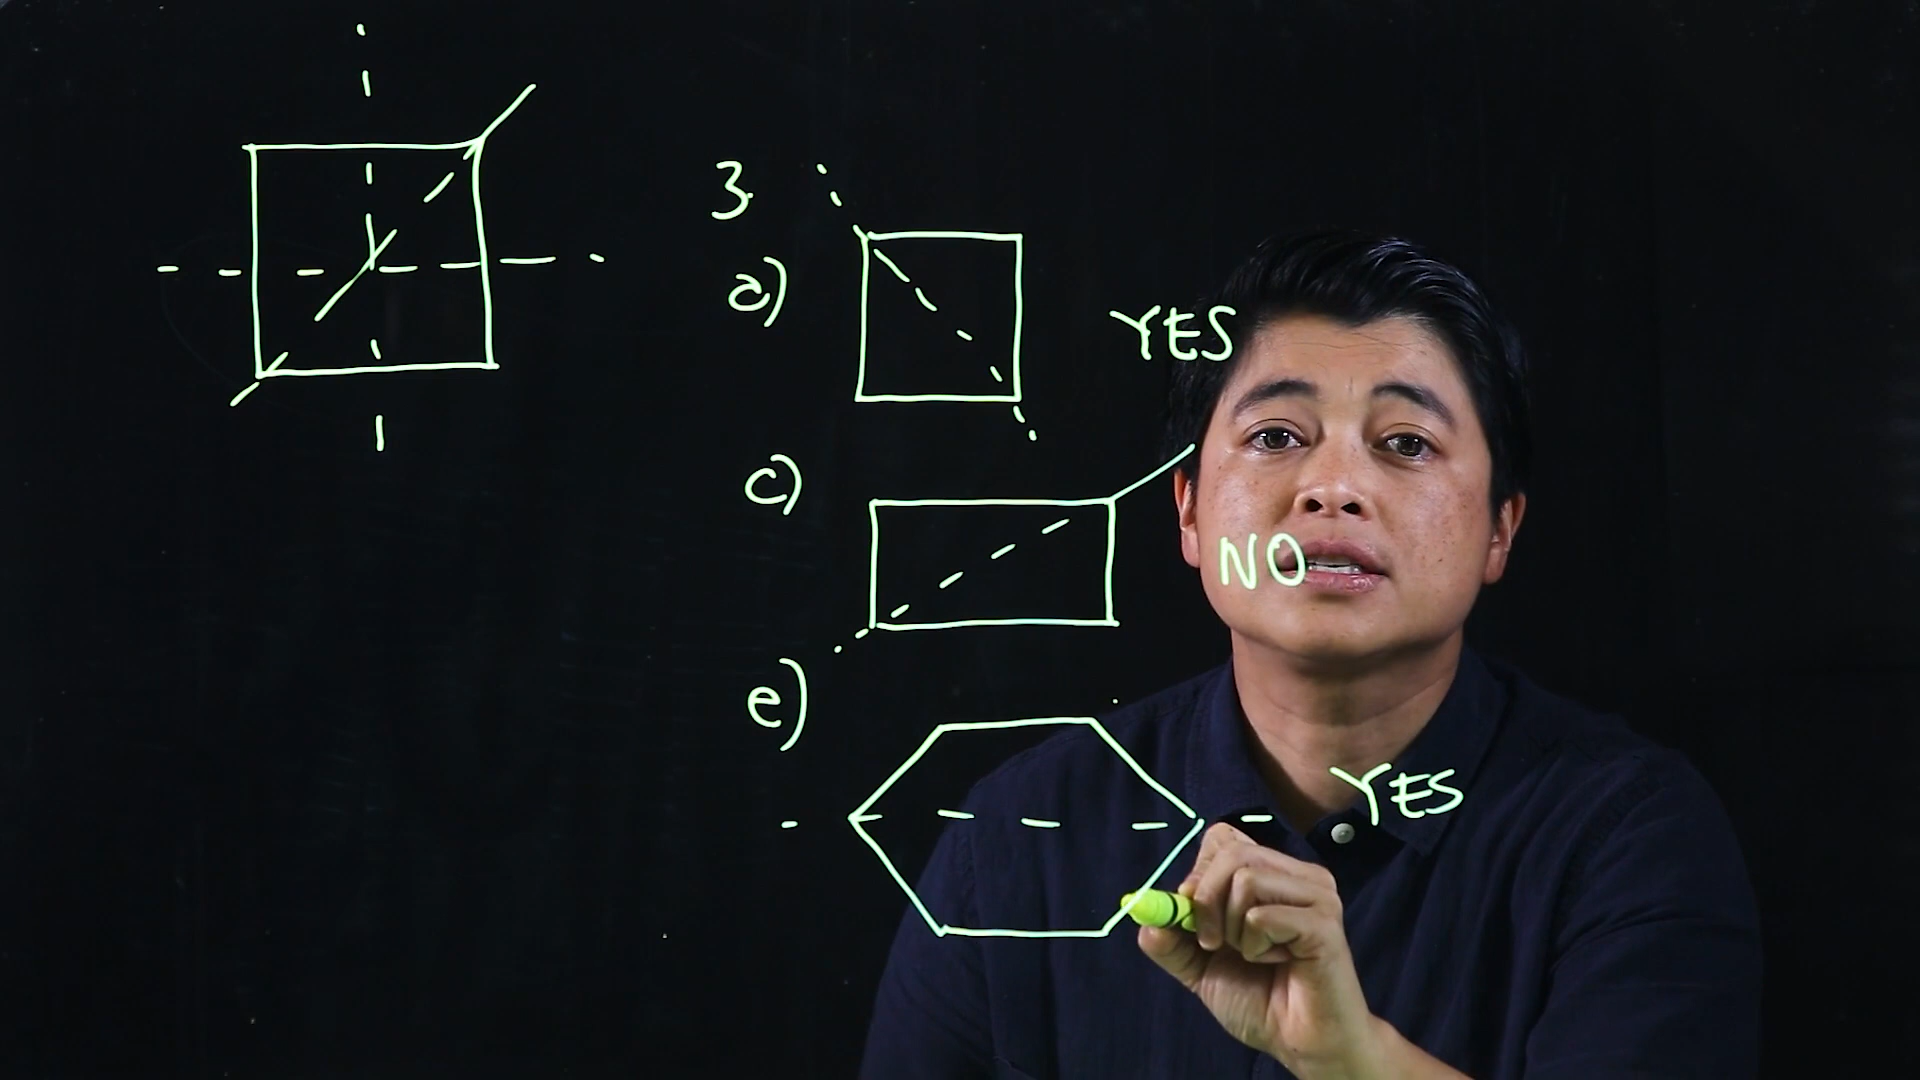 3.
a)
YES
c)
NO
e)
YES